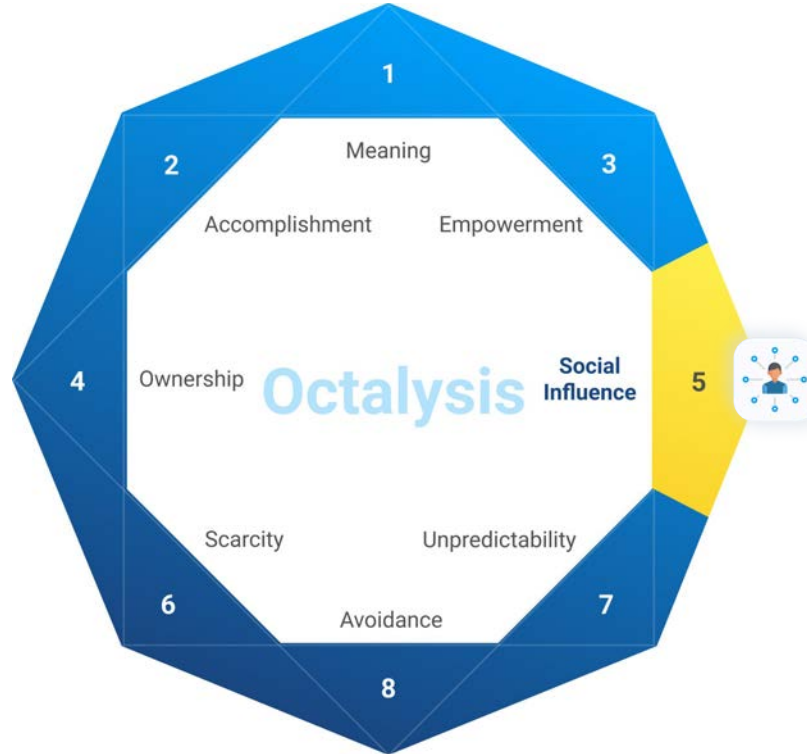 1
Meaning
2
3
Accomplishment
Empowerment
4
Ownership
Octalysis
Social
Influence
5
Scarcity
Unpredictability
6
7
Avoidance
8